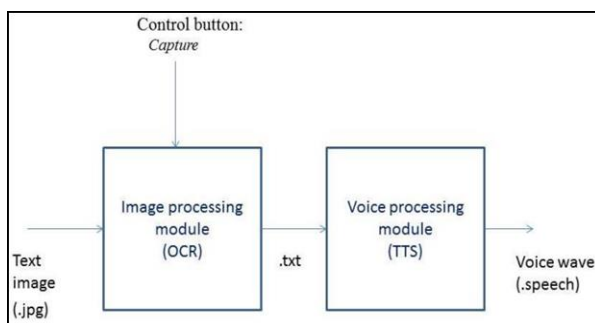 Control button:
Capture
Image processing
module
(OCR)
Voice processing
module
(TTS)
Text
image
(.jpg)
.txt
Voice wave
(.speech)